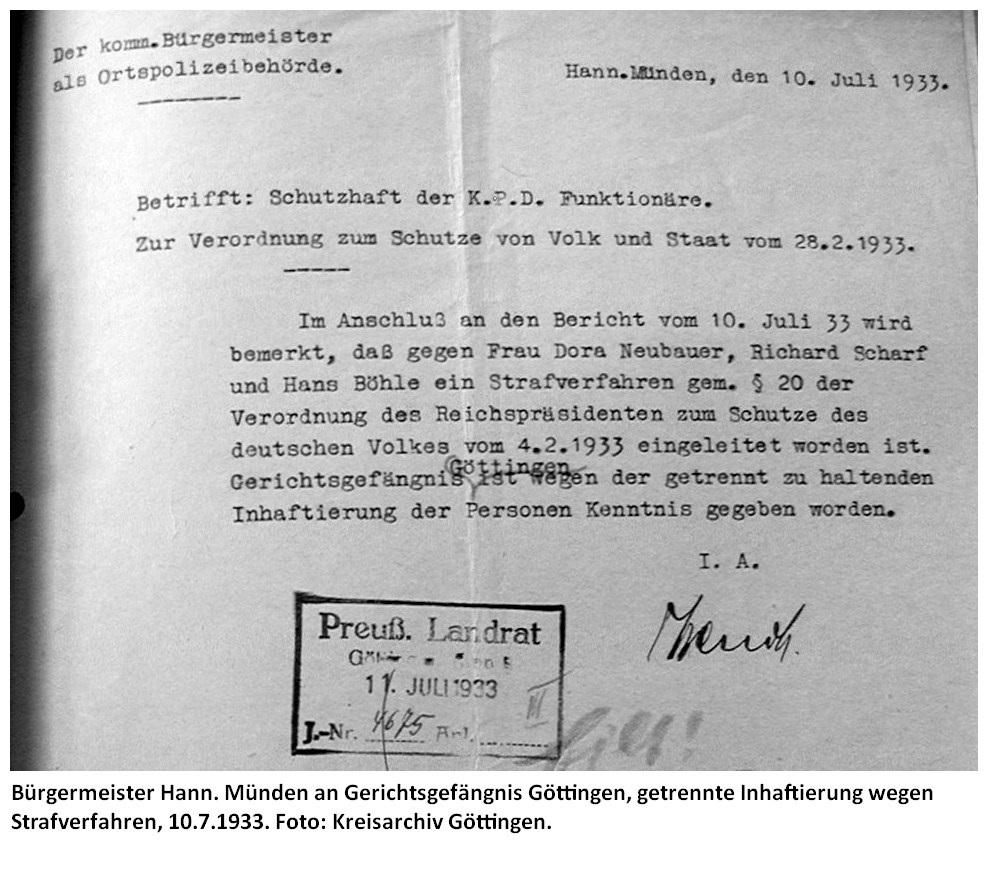 Der komm.Bürgermeister
als Ortspolizeibehörde.
Hann.Münden, den 10. Juli 1933.
Betrifft: Schutzhaft der K.P.D. Funktionäre.
Zur Verordnung zum Schutze von Volk und Staat vom 28.2.1933.
Im Anschluß an den Bericht vom 10. Juli 33 wird
bemerkt, daß gegen Frau Dora Neubauer, Richard Scharf
und Hans Böhle ein Strafverfahren gem. § 20 der
Verordnung des Reichspräsidenten zum Schutze des
deutschen Volkes vom 4.2.1933 eingeleitet worden ist.
Göttingen
Gerichtsgefängnis ist wegen der getrennt zu haltenden
Inhaftierung der Personen Kenntnis gegeben worden.
I. A.
Preuß. Landrat
11. JULI 1933
III
J.-Nr. 4675 Anl.
Eilt!
Bürgermeister Hann. Münden an Gerichtsgefängnis Göttingen, getrennte Inhaftierung wegen
Strafverfahren, 10.7.1933. Foto: Kreisarchiv Göttingen.